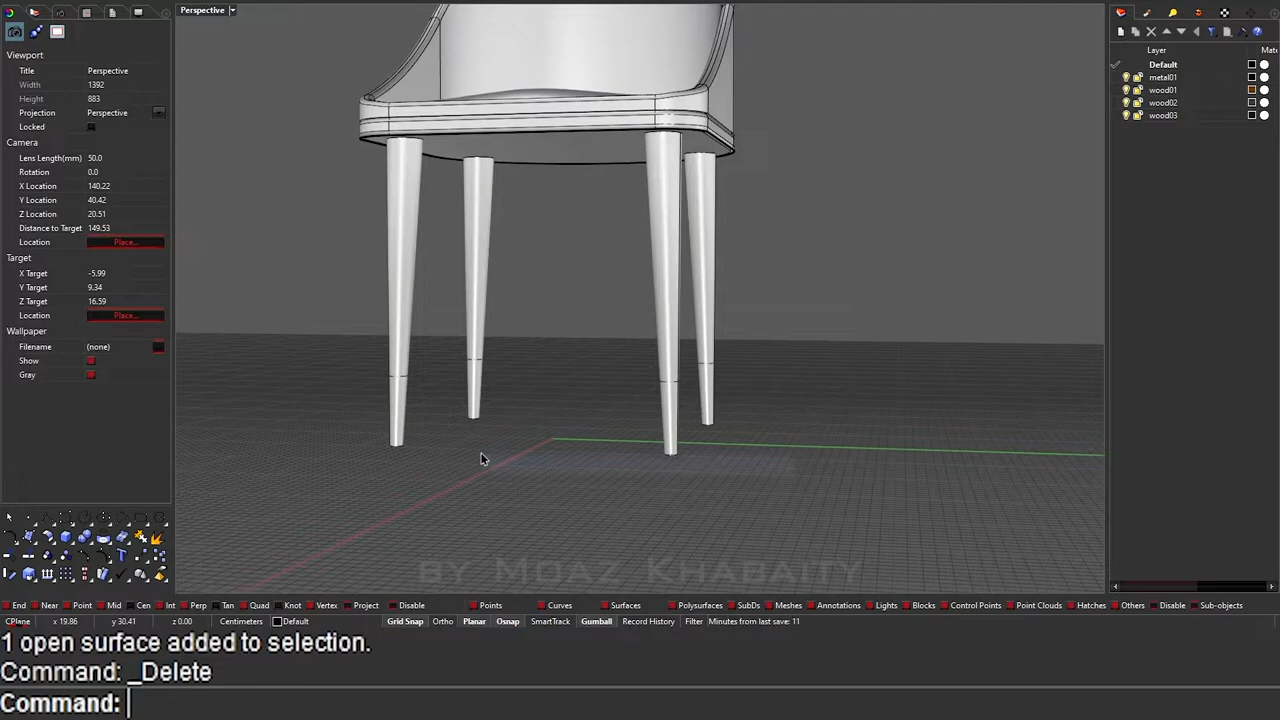 Perspective
Viewport
Title Perspective
Width 1392
Height 883
Projection Perspective
Locked
Camera
Lens Length(mm) 50.0
Rotation 0.0
X Location 140.22
Y Location 40.42
Z Location 20.51
Distance to Target 149.53
Location Place...
Target
X Target -5.99
Y Target 9.34
Z Target 16.59
Location Place...
Wallpaper
Filename (none)
Show
Gray
Layer Mate
Default
metal01
wood01
wood02
wood03
by Moaz Khabaity
End Near Point Mid Cen Int Perp Tan Quad Knot Vertex Project Disable Points Curves Surfaces Polysurfaces SubDs Meshes Annotations Lights Blocks Control Points Point Clouds Hatches Others Disable Sub-objects
CPlane x 19.86 y 30.41 z 0.00 Centimeters Default Grid Snap Ortho Planar Osnap SmartTrack Gumball Record History Filter Minutes from last save: 11
1 open surface added to selection.
Command: _Delete
Command: